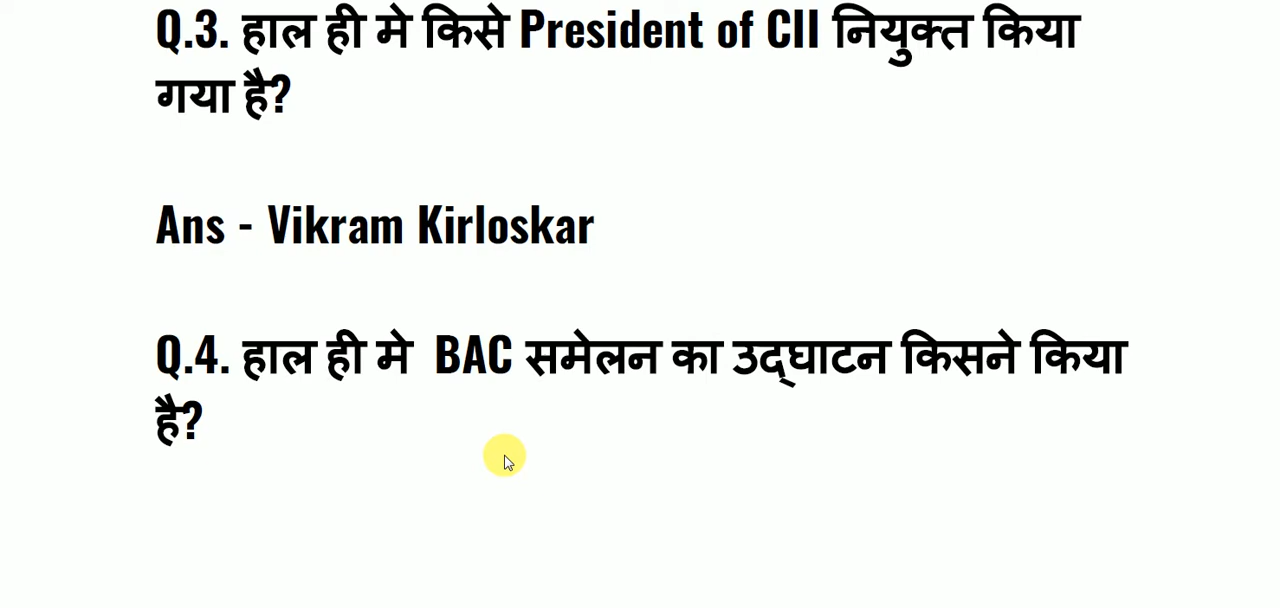 Q.3. हाल ही मे किसे President of CII नियुक्त किया
गया है?
Ans - Vikram Kirloskar
Q.4. हाल ही मे BAC समेलन का उद्‌घाटन किसने किया
है?